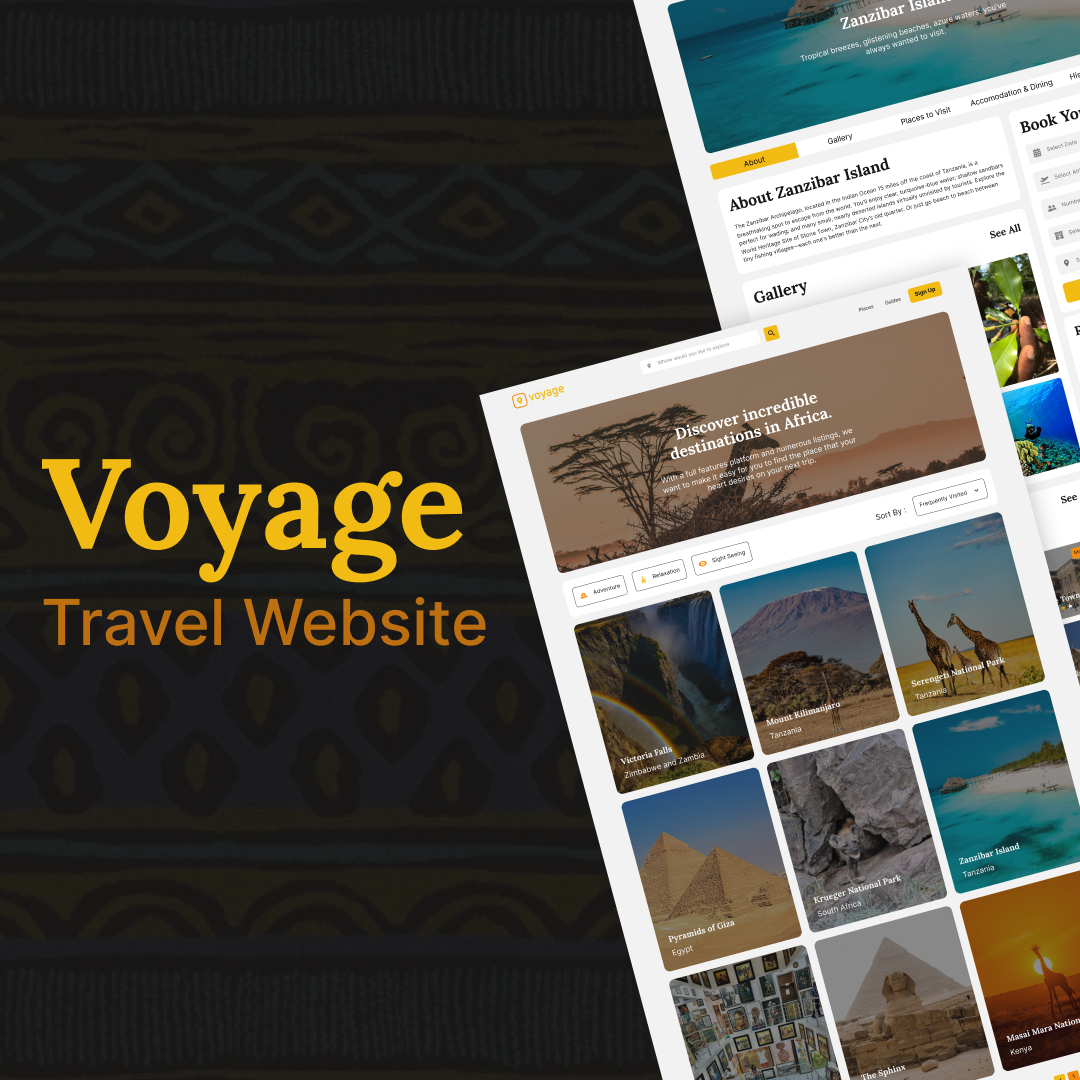 Voyage
Travel Website
Zanzibar Island
Tropical breezes, glistening beaches, azure waters, you've
always wanted to visit.
About
Gallery
Places to Visit
Accomodation & Dining
About Zanzibar Island
The Zanzibar Archipelago, located in the Indian Ocean 15 miles off the coast of Tanzania, is a
breathtaking spot to escape from the world. You'll enjoy clear, turquoise-blue water; shallow sandbars
perfect for wading; and many small, nearly deserted islands virtually unvisited by tourists. Explore the
World Heritage Site of Stone Town, Zanzibar City's old quarter. Or just go beach to beach between
tiny fishing villages—each one's better than the next.
Gallery
See All
Book
Select Date
Select
See
voyage
Where would you like to explore
Places
Guides
Sign Up
Discover incredible
destinations in Africa.
With a full features platform and numerous listings, we
want to make it easy for you to find the place that your
heart desires on your next trip.
Adventure
Relaxation
Sight Seeing
Sort By :
Frequently Visited
Victoria Falls
Zimbabwe and Zambia
Mount Kilimanjaro
Tanzania
Serengeti National Park
Tanzania
Pyramids of Giza
Egypt
Krueger National Park
South Africa
Zanzibar Island
Tanzania
The Sphinx
Masai Mara
Kenya